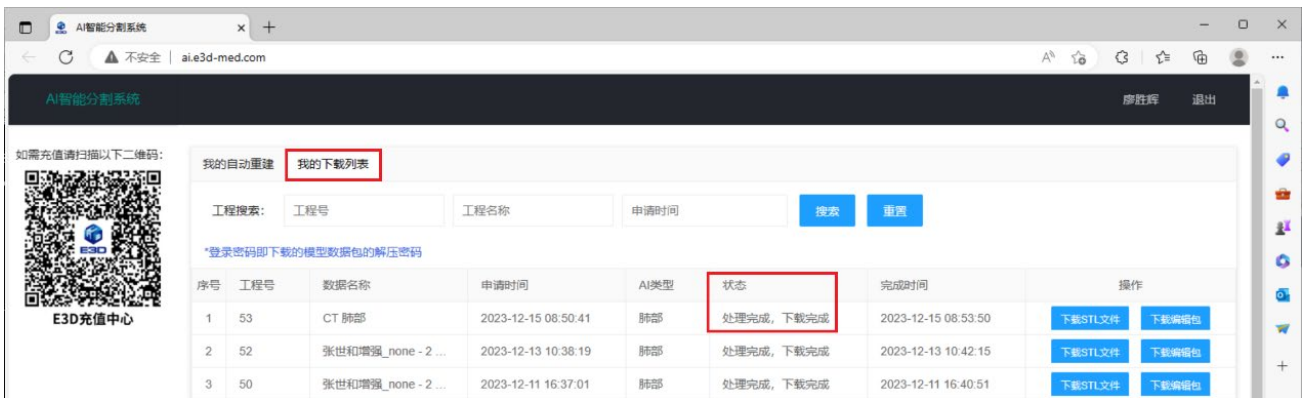 AI智能分割系统
不安全 ai.e3d-med.com
AI智能分割系统 廖胜辉 退出
如需充值请扫描以下二维码:
E3D
E3D充值中心
我的自动重建 我的下载列表
工程搜索: 工程号 工程名称 申请时间 搜索 重置
*登录密码即下载的模型数据包的解压密码
序号 工程号 数据名称 申请时间 AI类型 状态 完成时间 操作
1 53 CT 肺部 2023-12-15 08:50:41 肺部 处理完成，下载完成 2023-12-15 08:53:50 下载STL文件 下载编辑包
2 52 张世和增强_none - 2 ... 2023-12-13 10:38:19 肺部 处理完成，下载完成 2023-12-13 10:42:15 下载STL文件 下载编辑包
3 50 张世和增强_none - 2 ... 2023-12-11 16:37:01 肺部 处理完成，下载完成 2023-12-11 16:40:51 下载STL文件 下载编辑包